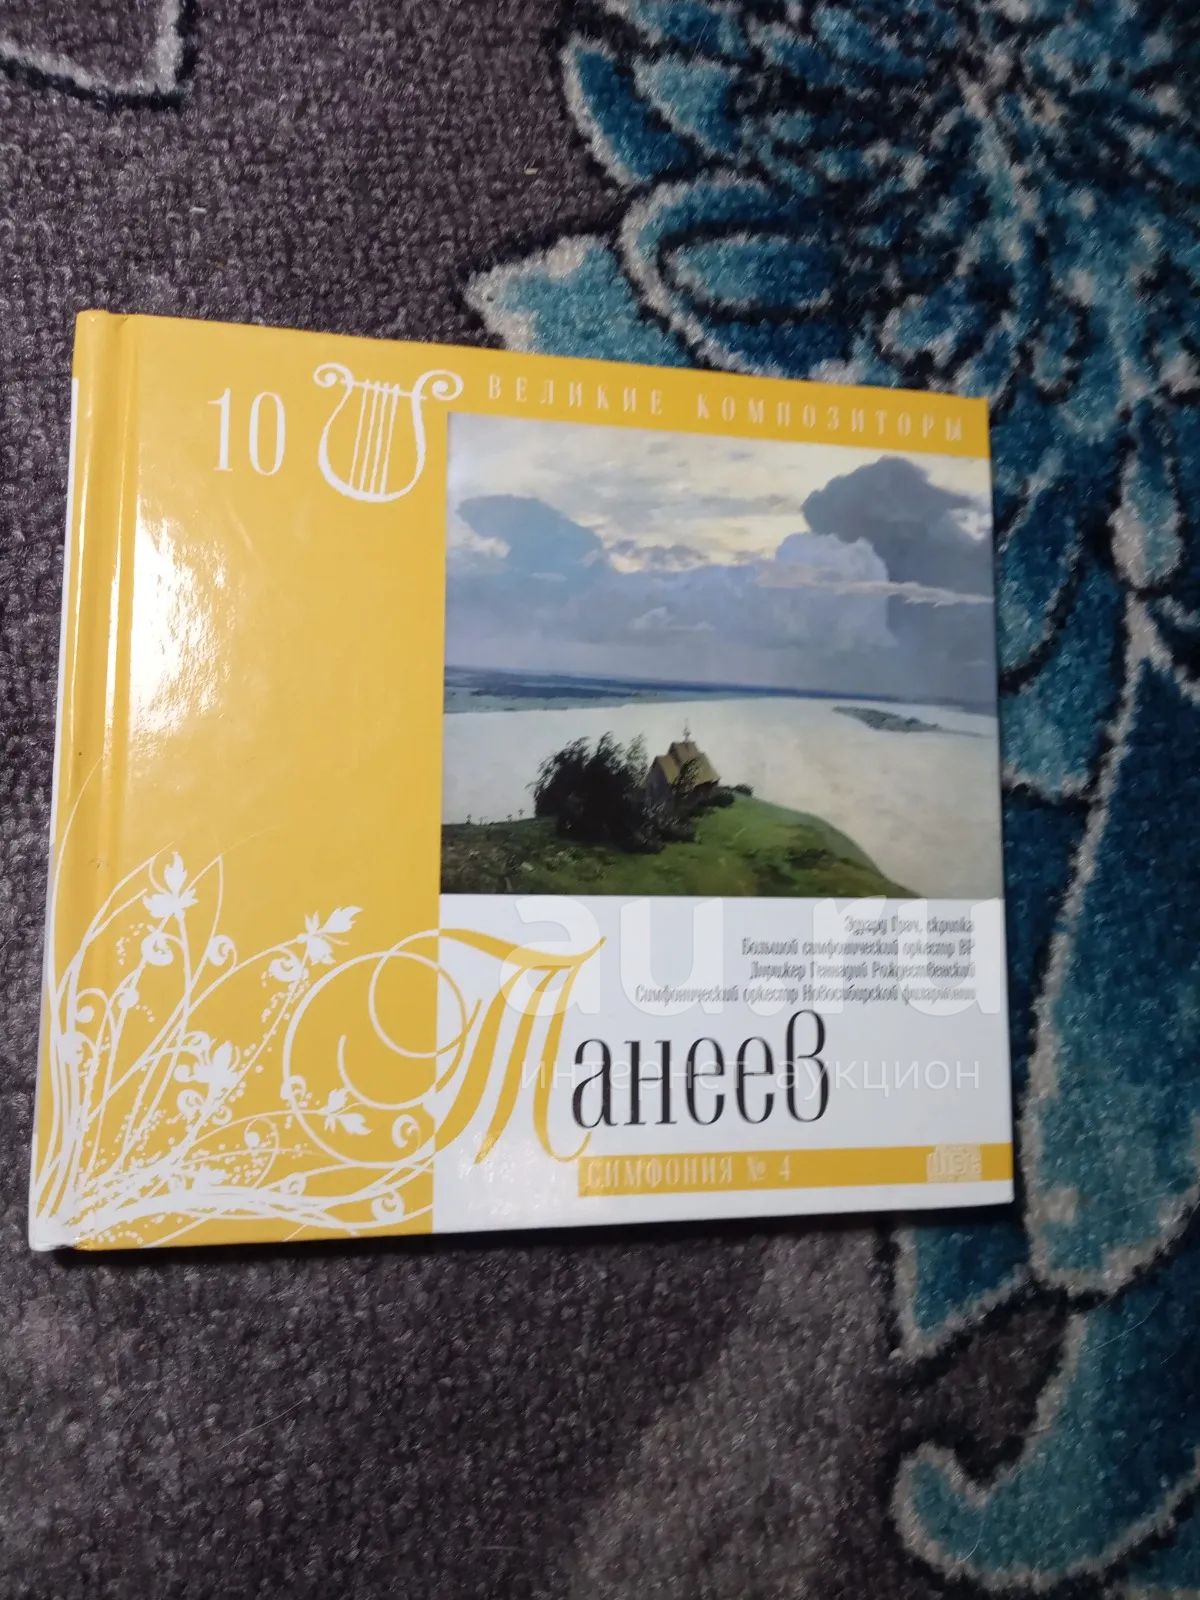 10
ВЕЛИКИЕ КОМПОЗИТОРЫ
Эдуард Грач, скрипка
Большой симфонический оркестр ВР
Дирижер Геннадий Рождественский
Симфонический оркестр Новосибирской филармонии
au.ru
интернет-аукцион
Танеев
СИМФОНИЯ № 4
disc